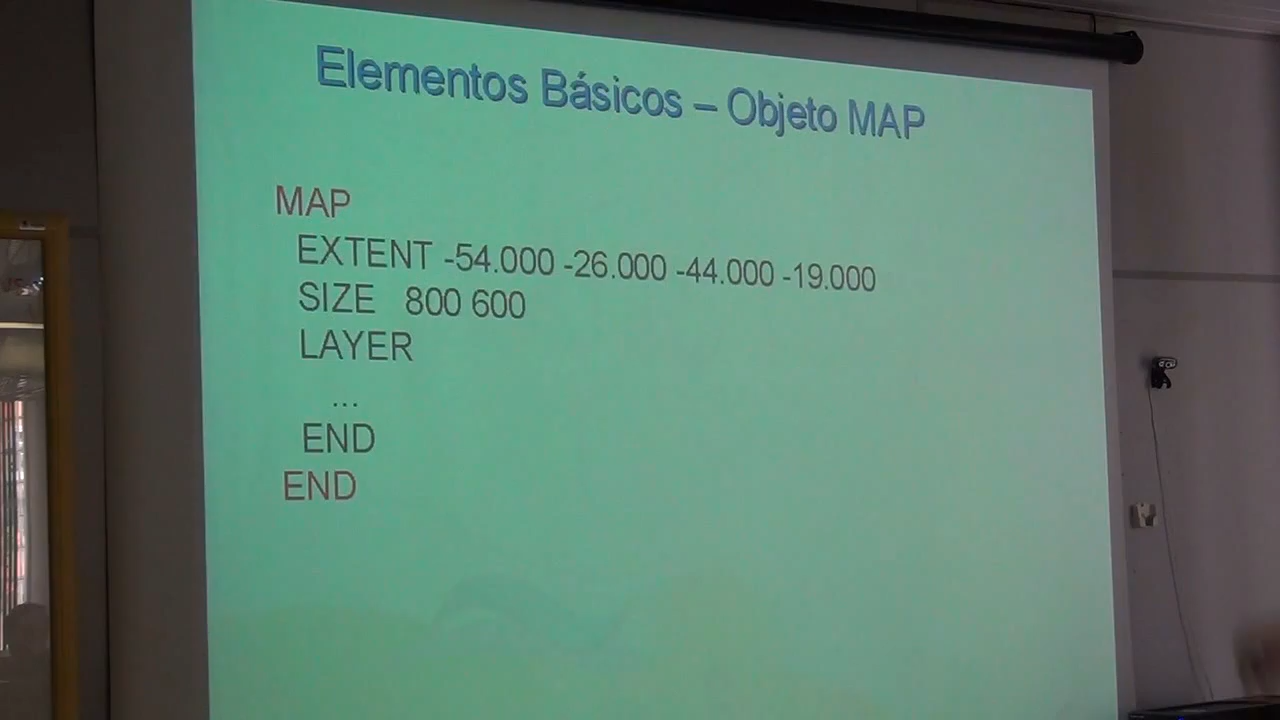 Elementos Básicos – Objeto MAP
MAP
EXTENT -54.000 -26.000 -44.000 -19.000
SIZE 800 600
LAYER
...
END
END